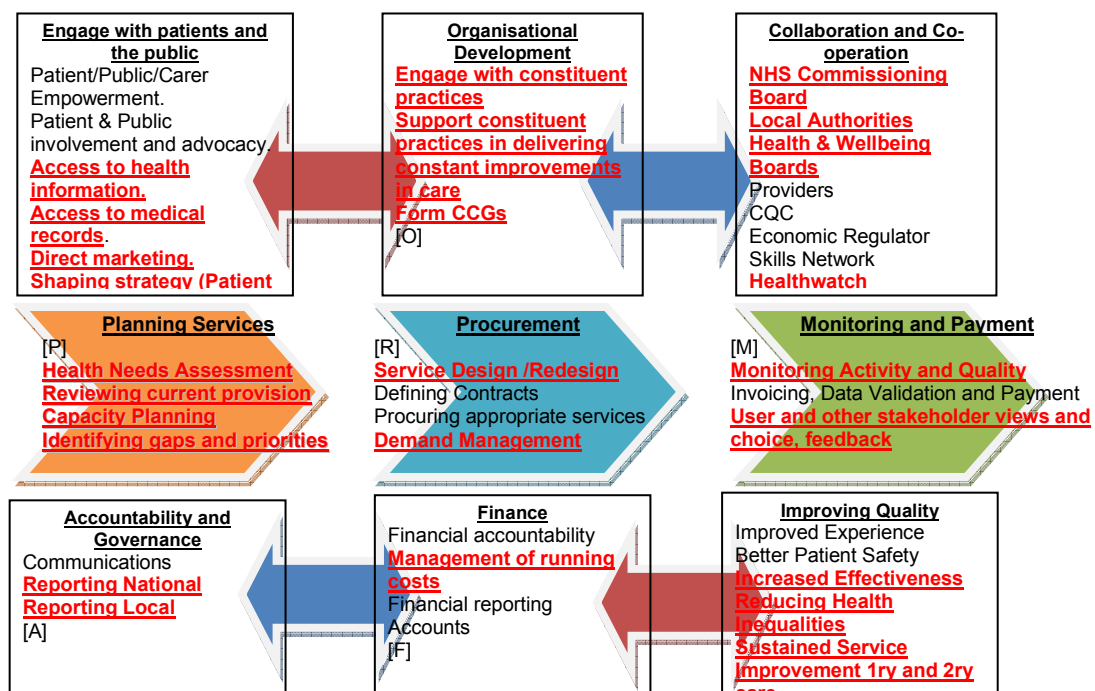 Engage with patients and
the public
Patient/Public/Carer
Empowerment.
Patient & Public
involvement and advocacy.
Access to health
information.
Access to medical
records.
Direct marketing.
Shaping strategy (Patient
Organisational
Development
Engage with constituent
practices
Support constituent
practices in delivering
constant improvements
in care
Form CCGs
[O]
Collaboration and Co-
operation
NHS Commissioning
Board
Local Authorities
Health & Wellbeing
Boards
Providers
CQC
Economic Regulator
Skills Network
Healthwatch
Planning Services
[P]
Health Needs Assessment
Reviewing current provision
Capacity Planning
Identifying gaps and priorities
Procurement
[R]
Service Design /Redesign
Defining Contracts
Procuring appropriate services
Demand Management
Monitoring and Payment
[M]
Monitoring Activity and Quality
Invoicing, Data Validation and Payment
User and other stakeholder views and
choice, feedback
Accountability and
Governance
Communications
Reporting National
Reporting Local
[A]
Finance
Financial accountability
Management of running
costs
Financial reporting
Accounts
[F]
Improving Quality
Improved Experience
Better Patient Safety
Increased Effectiveness
Reducing Health
Inequalities
Sustained Service
Improvement 1ry and 2ry
care